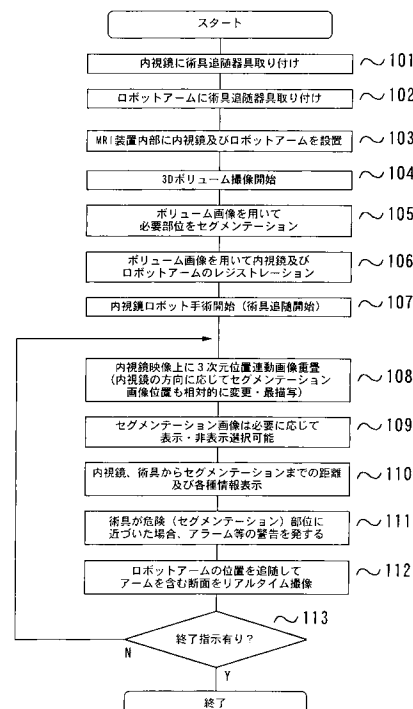 スタート
内視鏡に術具追随器具取り付け
101
ロボットアームに術具追随器具取り付け
102
MRI装置内部に内視鏡及びロボットアームを設置
103
3Dボリューム撮像開始
104
ボリューム画像を用いて
必要部位をセグメンテーション
105
ボリューム画像を用いて内視鏡及び
ロボットアームのレジストレーション
106
内視鏡ロボット手術開始（術具追随開始）
107
内視鏡映像上に３次元位置連動画像重畳
（内視鏡の方向に応じてセグメンテーション
画像位置も相対的に変更・最描写）
108
セグメンテーション画像は必要に応じて
表示・非表示選択可能
109
内視鏡、術具からセグメンテーションまでの距離
及び各種情報表示
110
術具が危険（セグメンテーション）部位に
近づいた場合、アラーム等の警告を発する
111
ロボットアームの位置を追随して
アームを含む断面をリアルタイム撮像
112
113
終了指示有り？
N
Y
終了